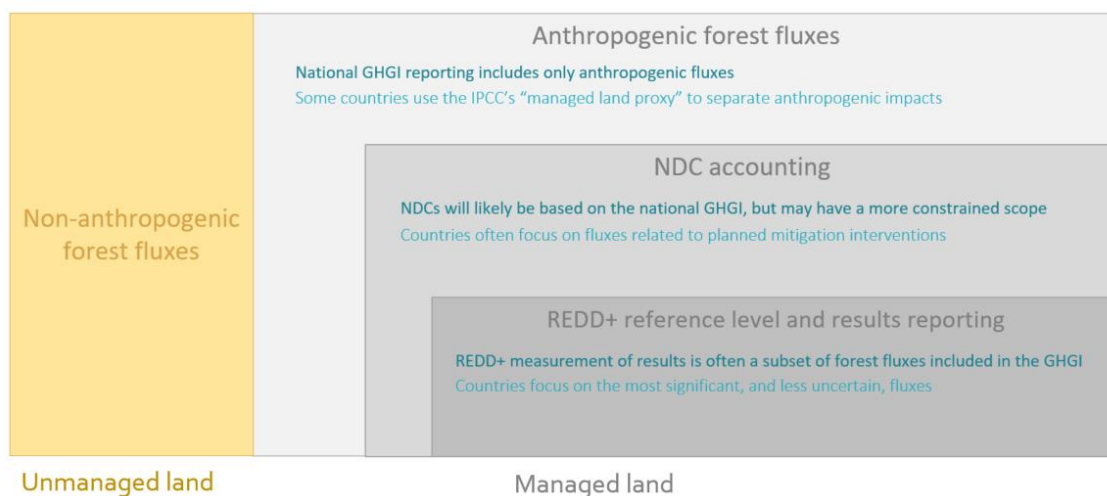 Anthropogenic forest fluxes
National GHGI reporting includes only anthropogenic fluxes
Some countries use the IPCC's “managed land proxy” to separate anthropogenic impacts
NDC accounting
NDCs will likely be based on the national GHGI, but may have a more constrained scope
Countries often focus on fluxes related to planned mitigation interventions
Non-anthropogenic
forest fluxes
REDD+ reference level and results reporting
REDD+ measurement of results is often a subset of forest fluxes included in the GHGI
Countries focus on the most significant, and less uncertain, fluxes
Unmanaged land
Managed land